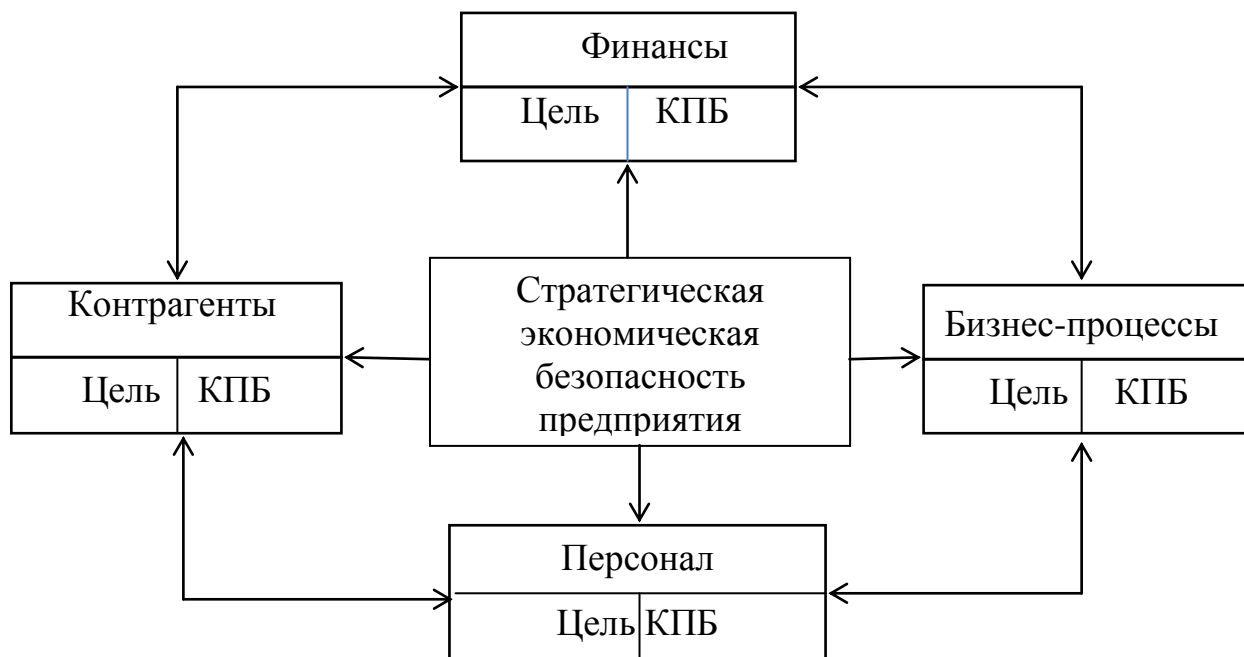 Финансы
Цель КПБ
Контрагенты
Цель КПБ
Стратегическая
экономическая
безопасность
предприятия
Бизнес-процессы
Цель КПБ
Персонал
Цель КПБ